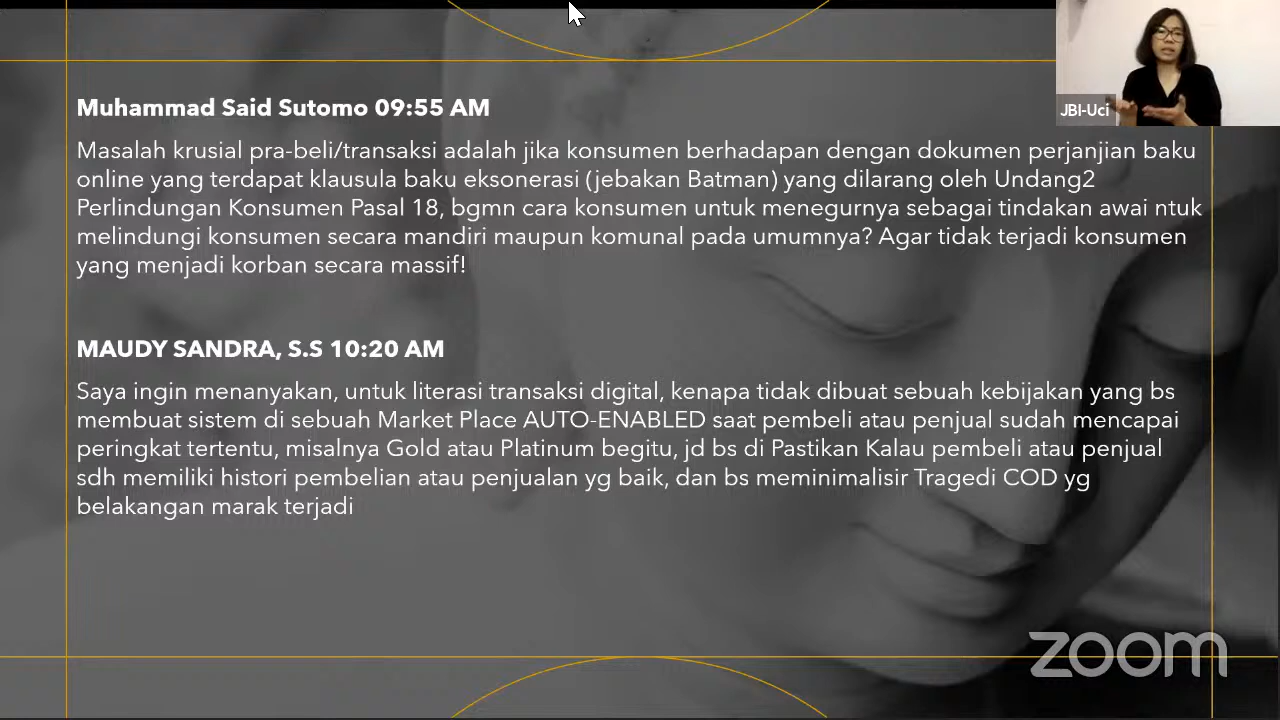 JBI-Uci
Muhammad Said Sutomo 09:55 AM
Masalah krusial pra-beli/transaksi adalah jika konsumen berhadapan dengan dokumen perjanjian baku
online yang terdapat klausula baku eksonerasi (jebakan Batman) yang dilarang oleh Undang2
Perlindungan Konsumen Pasal 18, bgmn cara konsumen untuk menegurnya sebagai tindakan awai ntuk
melindungi konsumen secara mandiri maupun komunal pada umumnya? Agar tidak terjadi konsumen
yang menjadi korban secara massif!
MAUDY SANDRA, S.S 10:20 AM
Saya ingin menanyakan, untuk literasi transaksi digital, kenapa tidak dibuat sebuah kebijakan yang bs
membuat sistem di sebuah Market Place AUTO-ENABLED saat pembeli atau penjual sudah mencapai
peringkat tertentu, misalnya Gold atau Platinum begitu, jd bs di Pastikan Kalau pembeli atau penjual
sdh memiliki histori pembelian atau penjualan yg baik, dan bs meminimalisir Tragedi COD yg
belakangan marak terjadi
zoom